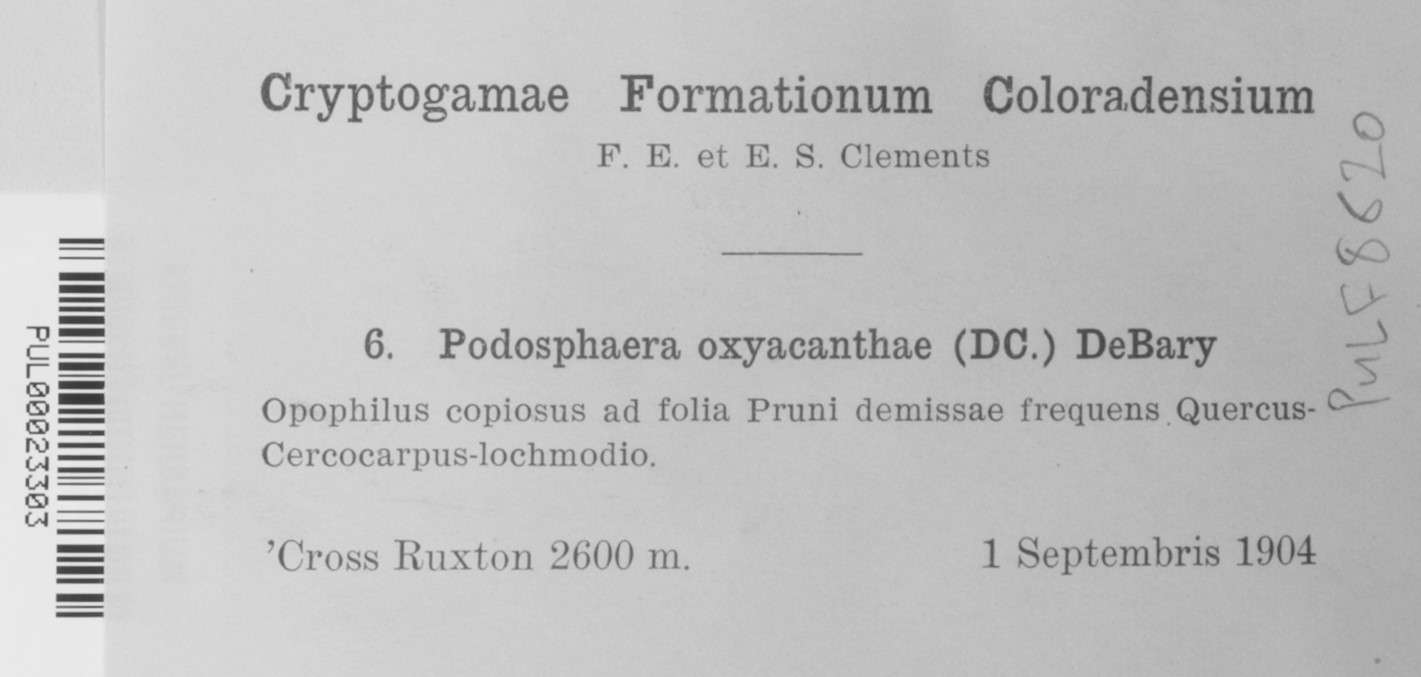 Cryptogamae Formationum Coloradensium
F. E. et E. S. Clements
6. Podosphaera oxyacanthae (DC.) DeBary
Opophilus copiosus ad folia Pruni demissae frequens Quercus-
Cercocarpus-lochmodio.
'Cross Ruxton 2600 m. 1 Septembris 1904
PUL00023303
PULF8620